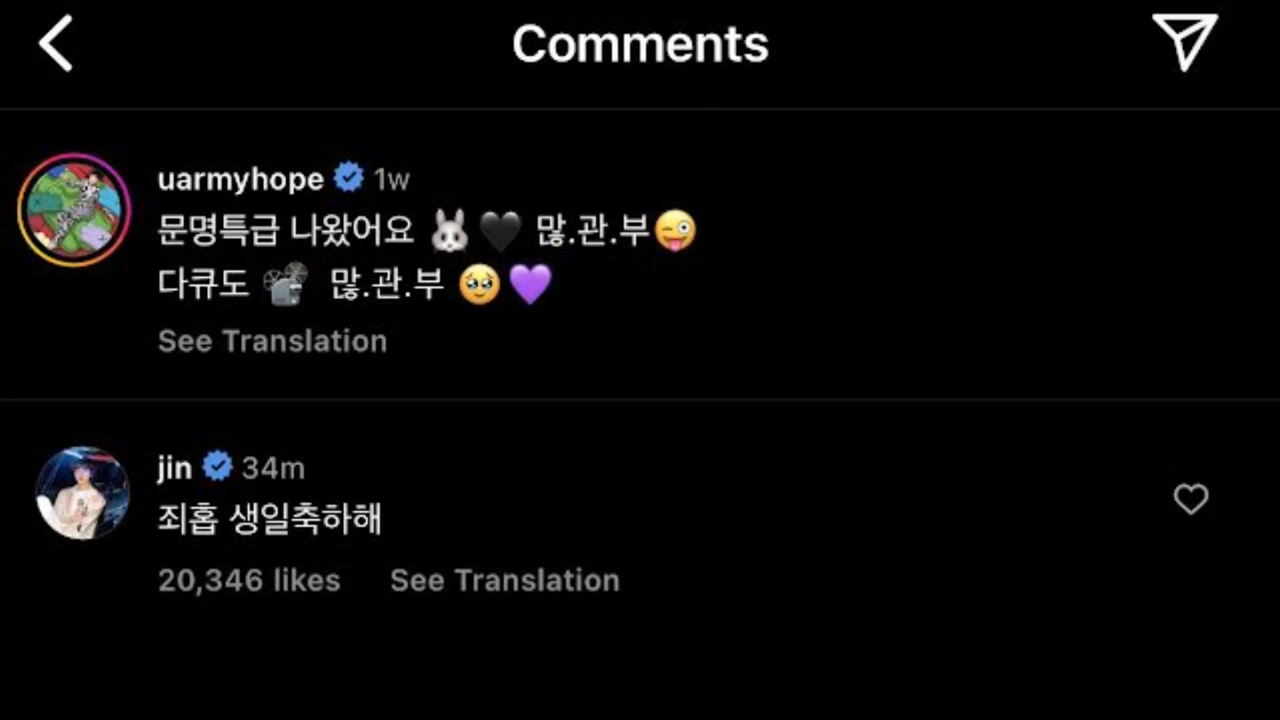 Comments
uarmyhope 1w
문명특급 나왔어요 🐰🖤 많.관.부😜
다큐도 📽 많.관.부 🥹💜
See Translation
jin 34m
죄홉 생일축하해
20,346 likes See Translation